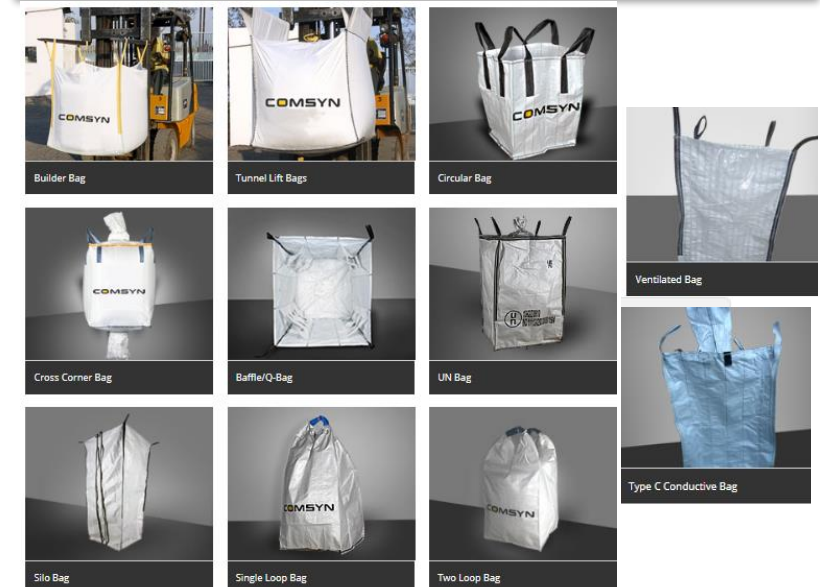 COMSYN
Builder Bag
COMSYN
Tunnel Lift Bags
COMSYN
Circular Bag
Ventilated Bag
COMSYN
Cross Corner Bag
Baffle/Q-Bag
UN Bag
Type C Conductive Bag
Silo Bag
COMSYN
Single Loop Bag
COMSYN
Two Loop Bag